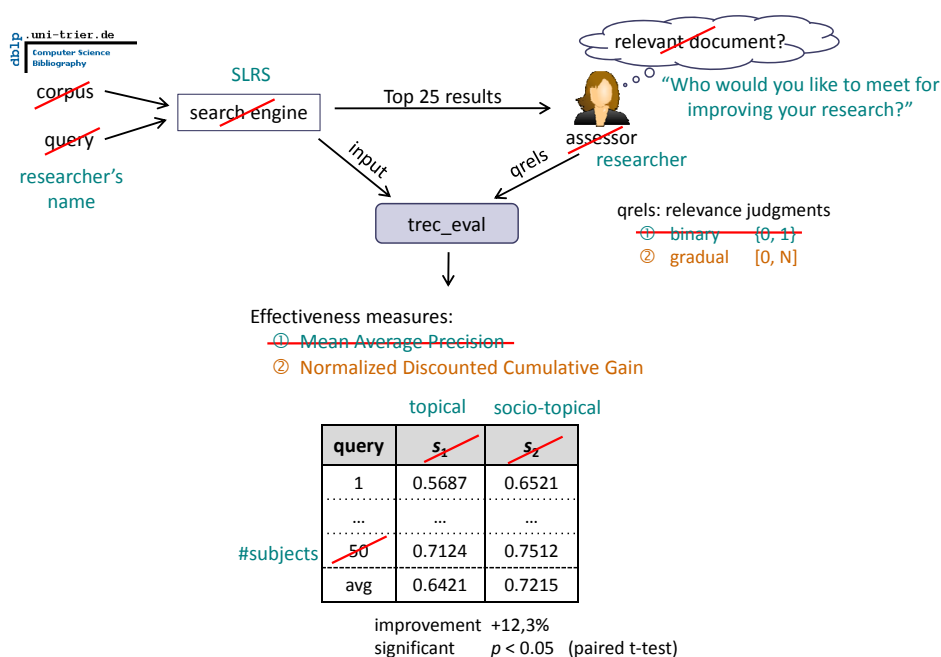 dblp
.uni-trier.de
Computer Science
Bibliography
relevant document?
SLRS
corpus
search engine
Top 25 results
"Who would you like to meet for
improving your research?"
query
assessor
researcher
researcher's
name
input
qrels
trec_eval
qrels: relevance judgments
① binary {0, 1}
② gradual [0, N]
Effectiveness measures:
① Mean Average Precision
② Normalized Discounted Cumulative Gain
topical socio-topical
query s1 s2
1 0.5687 0.6521
... ... ...
#subjects 50 0.7124 0.7512
avg 0.6421 0.7215
improvement +12,3%
significant p < 0.05 (paired t-test)